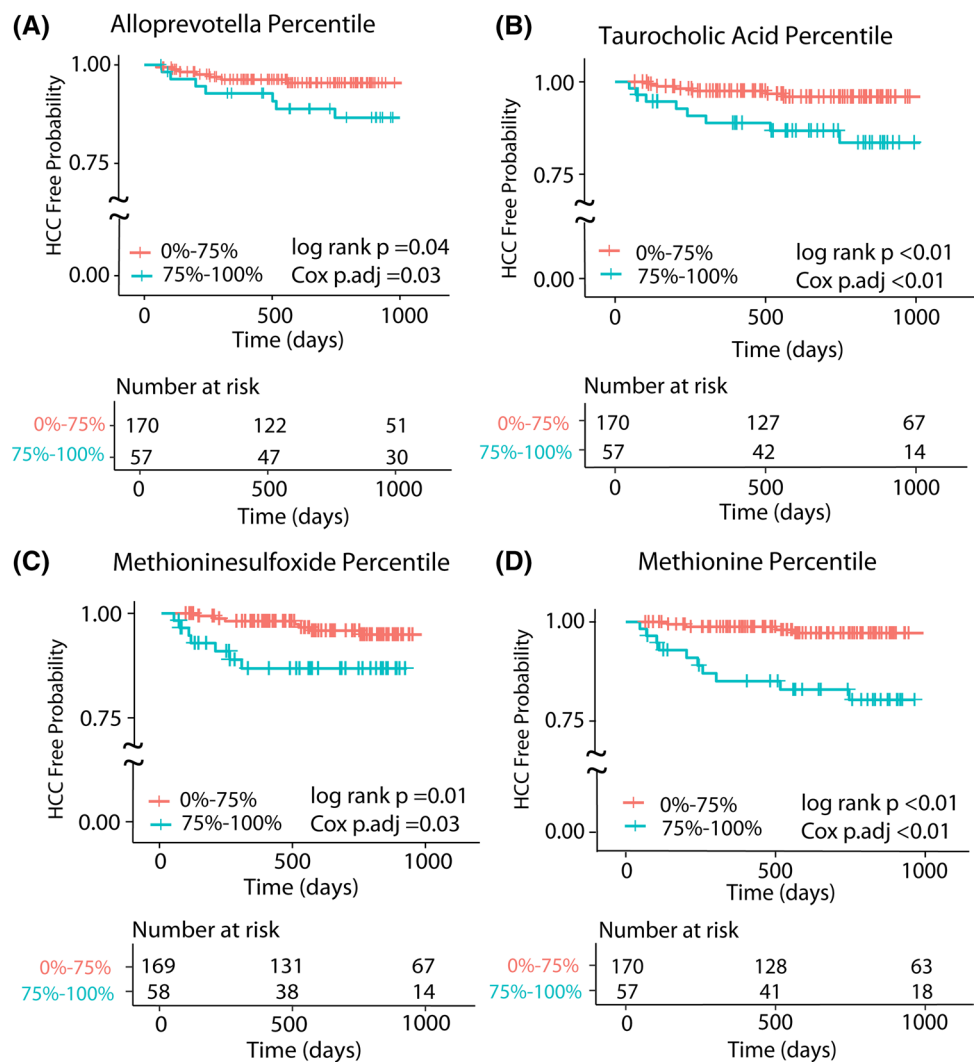 (A) Alloprevotella Percentile
HCC Free Probability
1.00
0.75
0.00
0%-75%
75%-100%
log rank p =0.04
Cox p.adj =0.03
0 500 1000
Time (days)
Number at risk
0%-75% 170 122 51
75%-100% 57 47 30
0 500 1000
Time (days)
(B) Taurocholic Acid Percentile
HCC Free Probability
1.00
0.75
0.00
0%-75%
75%-100%
log rank p <0.01
Cox p.adj <0.01
0 500 1000
Time (days)
Number at risk
0%-75% 170 127 67
75%-100% 57 42 14
0 500 1000
Time (days)
(C) Methioninesulfoxide Percentile
HCC Free Probability
1.00
0.75
0.00
0%-75%
75%-100%
log rank p =0.01
Cox p.adj =0.03
0 500 1000
Time (days)
Number at risk
0%-75% 169 131 67
75%-100% 58 38 14
0 500 1000
Time (days)
(D) Methionine Percentile
HCC Free Probability
1.00
0.75
0.00
0%-75%
75%-100%
log rank p <0.01
Cox p.adj <0.01
0 500 1000
Time (days)
Number at risk
0%-75% 170 128 63
75%-100% 57 41 18
0 500 1000
Time (days)